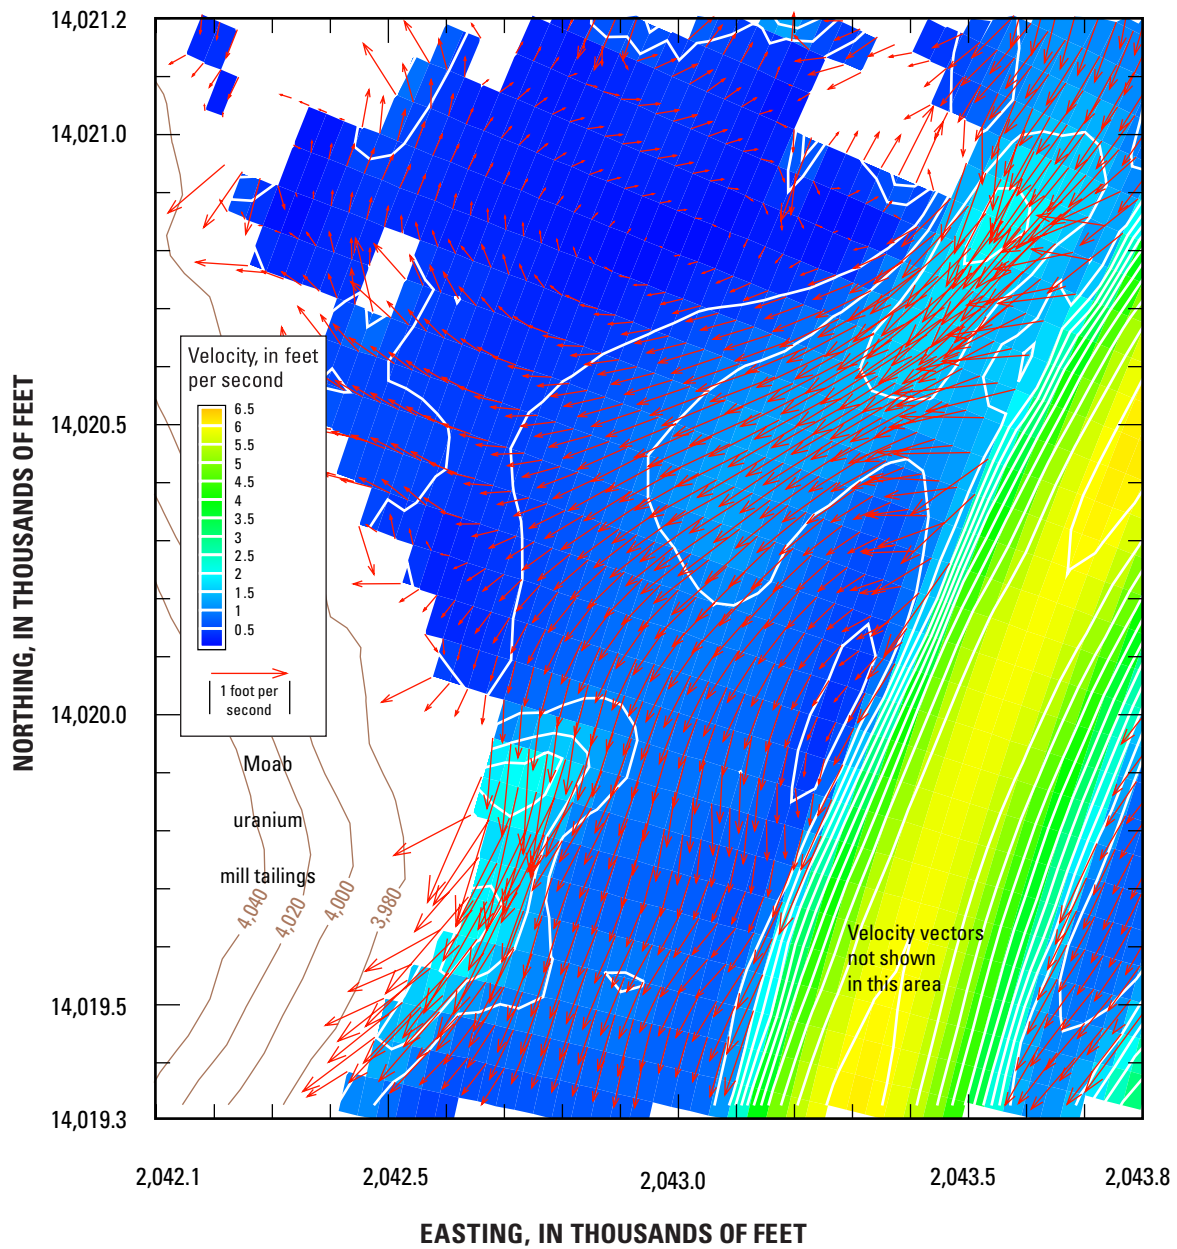 14,021.2
14,021.0
14,020.5
14,020.0
14,019.5
14,019.3
NORTHING, IN THOUSANDS OF FEET
Velocity, in feet
per second
6.5
6
5.5
5
4.5
4
3.5
3
2.5
2
1.5
1
0.5
1 foot per
second
Moab
uranium
mill tailings
4,040
4,020
4,000
3,980
Velocity vectors
not shown
in this area
2,042.1
2,042.5
2,043.0
2,043.5
2,043.8
EASTING, IN THOUSANDS OF FEET